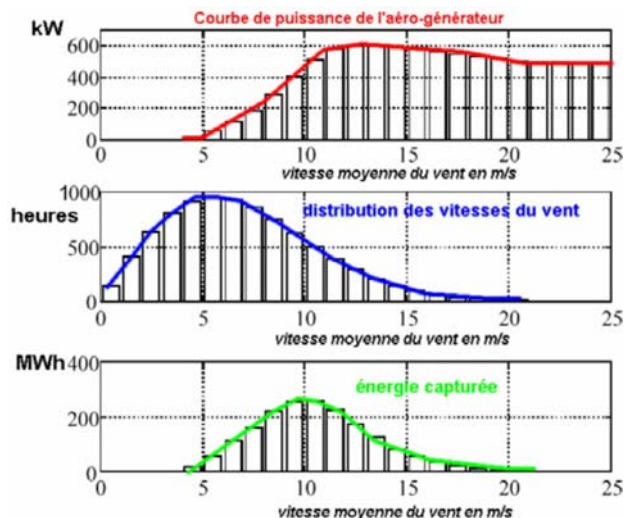 Courbe de puissance de l'aéro-générateur
kW
600
400
200
0
0 5 10 15 20 25
vitesse moyenne du vent en m/s
1000
heures
distribution des vitesses du vent
500
0
0 5 10 15 20 25
vitesse moyenne du vent en m/s
MWh
400
énergie capturée
200
0
0 5 10 15 20 25
vitesse moyenne du vent en m/s